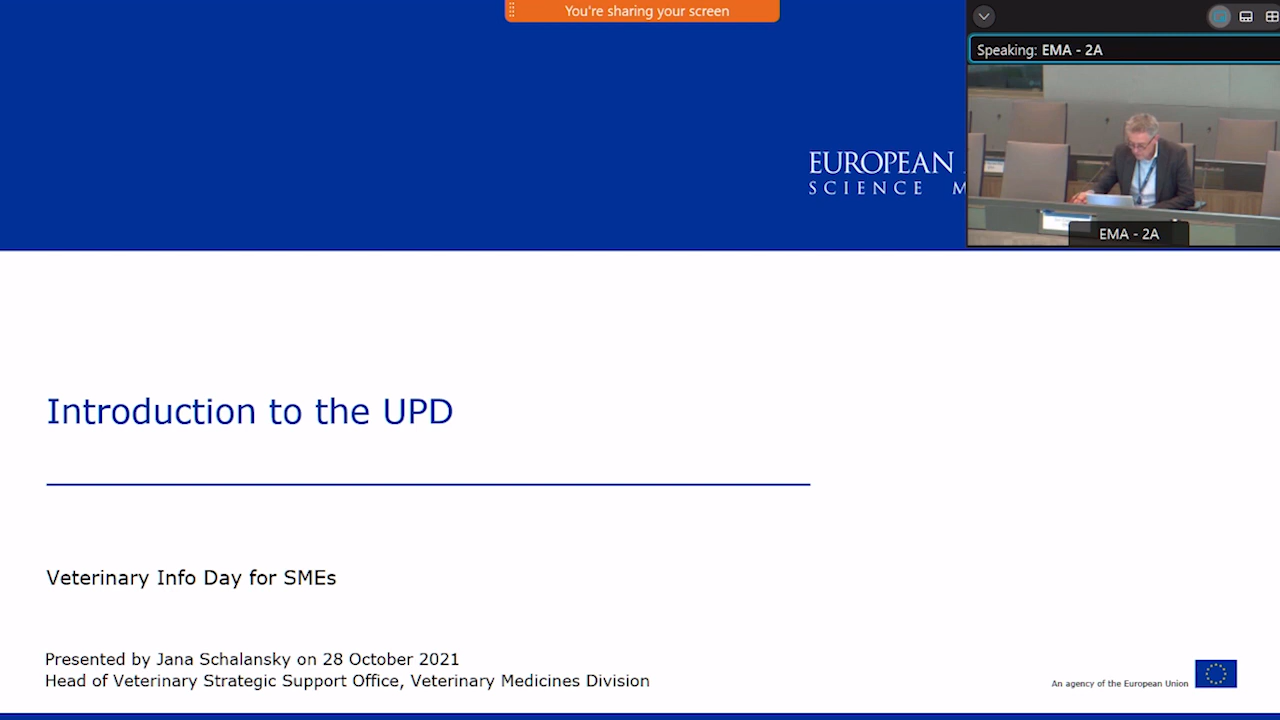 You're sharing your screen
Speaking: EMA - 2A
EUROPEAN
SCIENCE M
EMA - 2A
Introduction to the UPD
Veterinary Info Day for SMEs
Presented by Jana Schalansky on 28 October 2021
Head of Veterinary Strategic Support Office, Veterinary Medicines Division
An agency of the European Union